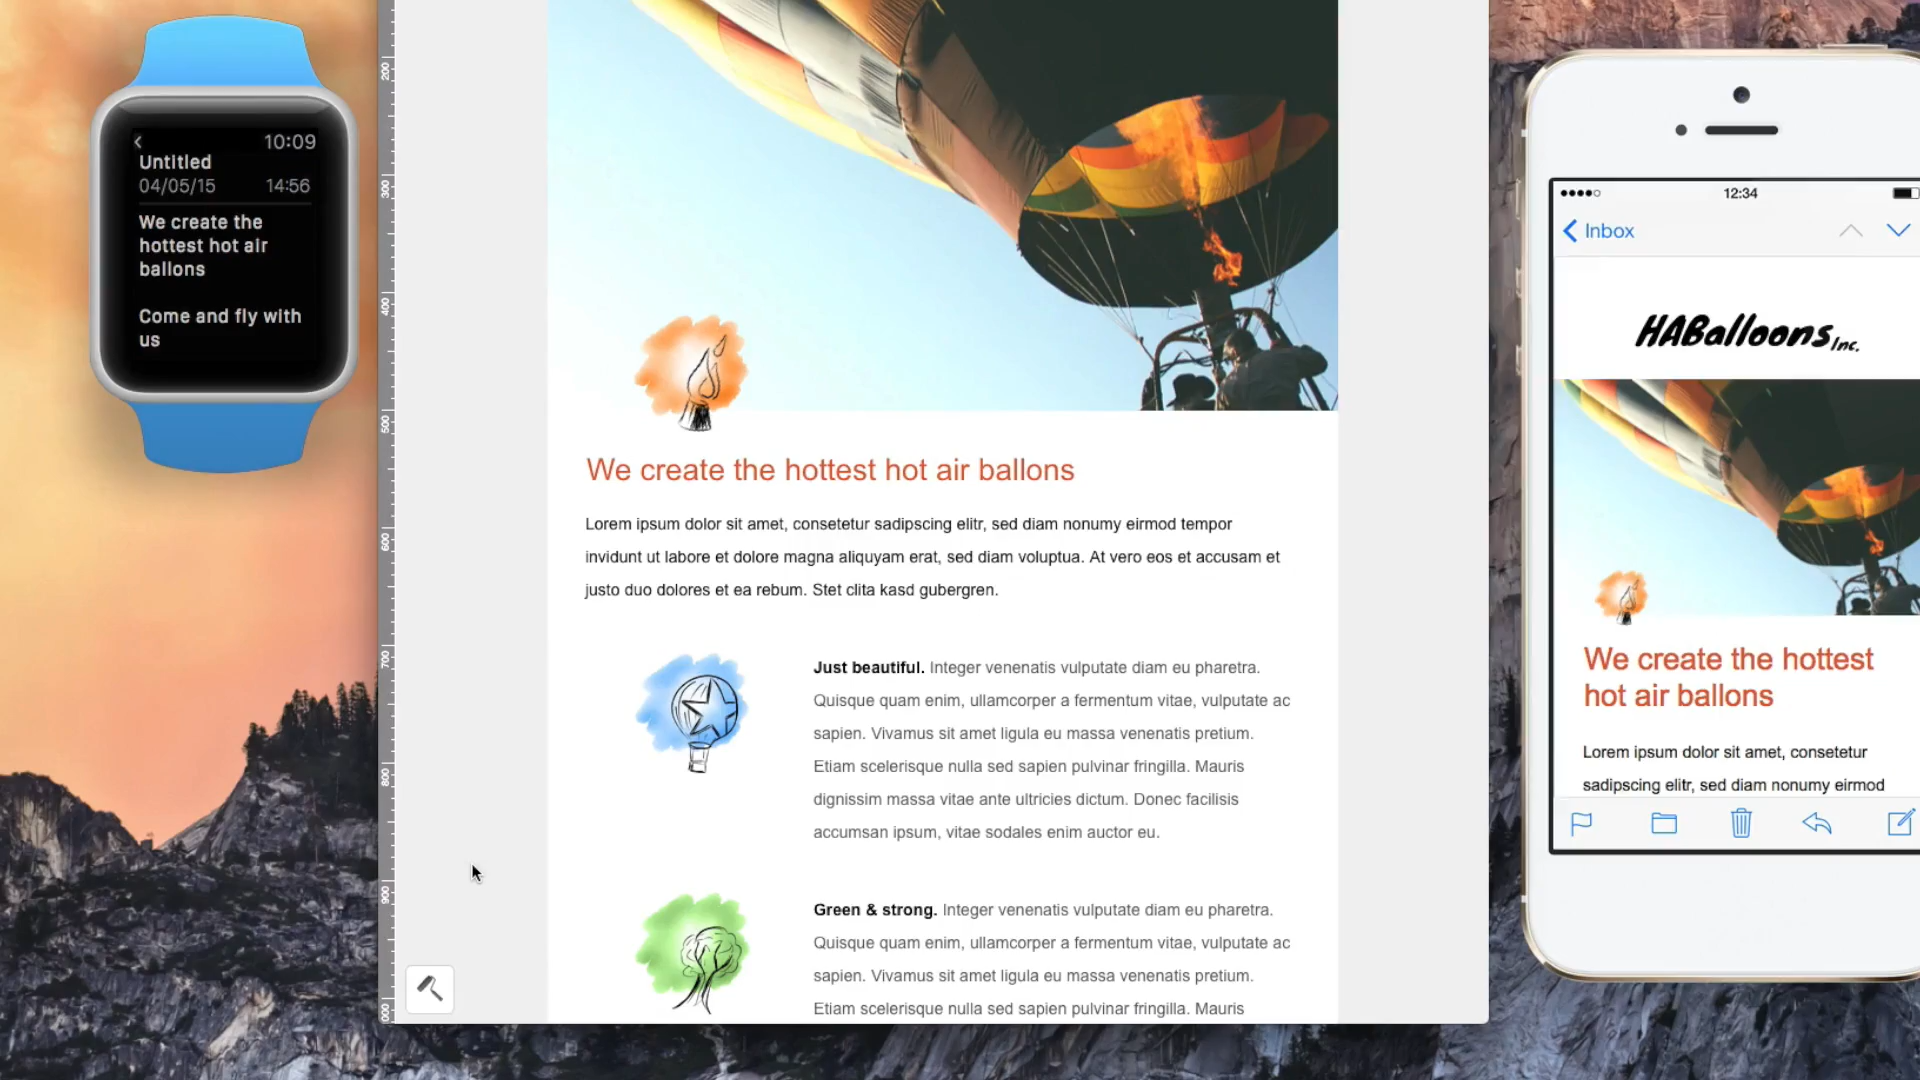 10:09
Untitled
04/05/15 14:56
We create the
hottest hot air
ballons
Come and fly with
us
200
300
400
500
600
700
800
900
We create the hottest hot air ballons
Lorem ipsum dolor sit amet, consetetur sadipscing elitr, sed diam nonumy eirmod tempor
invidunt ut labore et dolore magna aliquyam erat, sed diam voluptua. At vero eos et accusam et
justo duo dolores et ea rebum. Stet clita kasd gubergren.
Just beautiful. Integer venenatis vulputate diam eu pharetra.
Quisque quam enim, ullamcorper a fermentum vitae, vulputate ac
sapien. Vivamus sit amet ligula eu massa venenatis pretium.
Etiam scelerisque nulla sed sapien pulvinar fringilla. Mauris
dignissim massa vitae ante ultricies dictum. Donec facilisis
accumsan ipsum, vitae sodales enim auctor eu.
Green & strong. Integer venenatis vulputate diam eu pharetra.
Quisque quam enim, ullamcorper a fermentum vitae, vulputate ac
sapien. Vivamus sit amet ligula eu massa venenatis pretium.
Etiam scelerisque nulla sed sapien pulvinar fringilla. Mauris
12:34
Inbox
HABalloons Inc.
We create the hottest
hot air ballons
Lorem ipsum dolor sit amet, consetetur
sadipscing elitr, sed diam nonumy eirmod